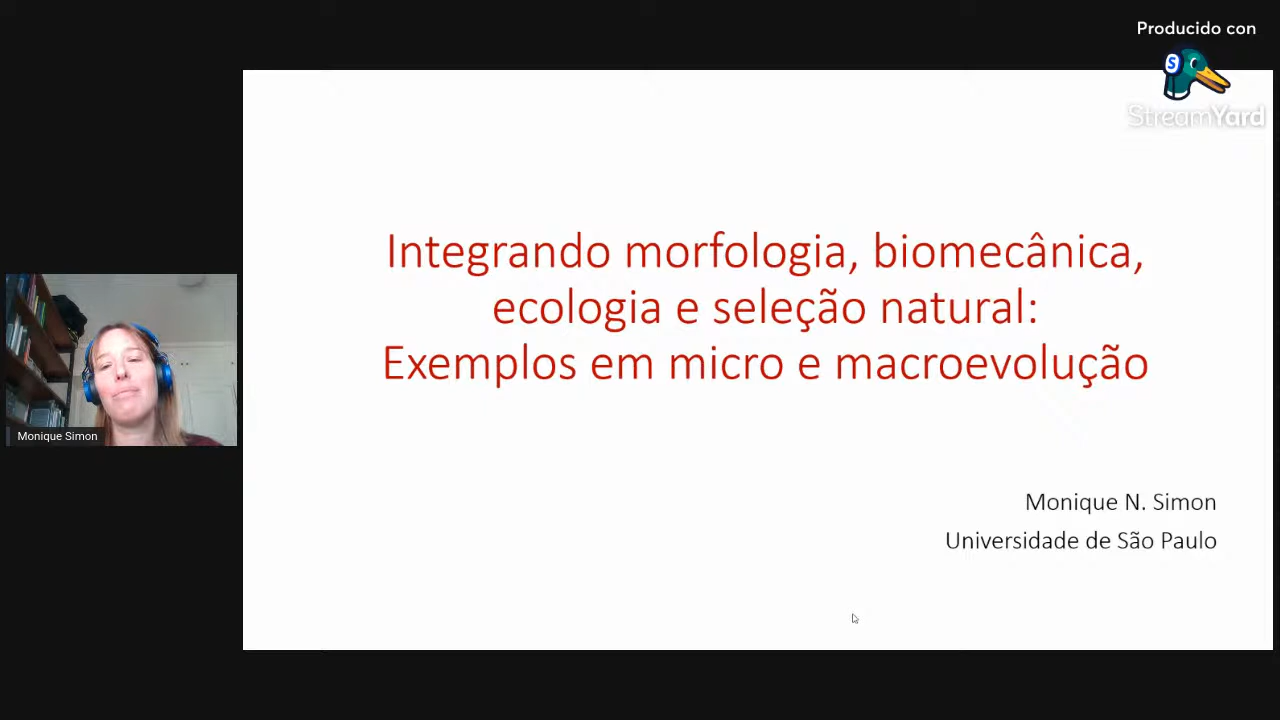 Producido con
StreamYard
Integrando morfologia, biomecânica,
ecologia e seleção natural:
Exemplos em micro e macroevolução
Monique Simon
Monique N. Simon
Universidade de São Paulo